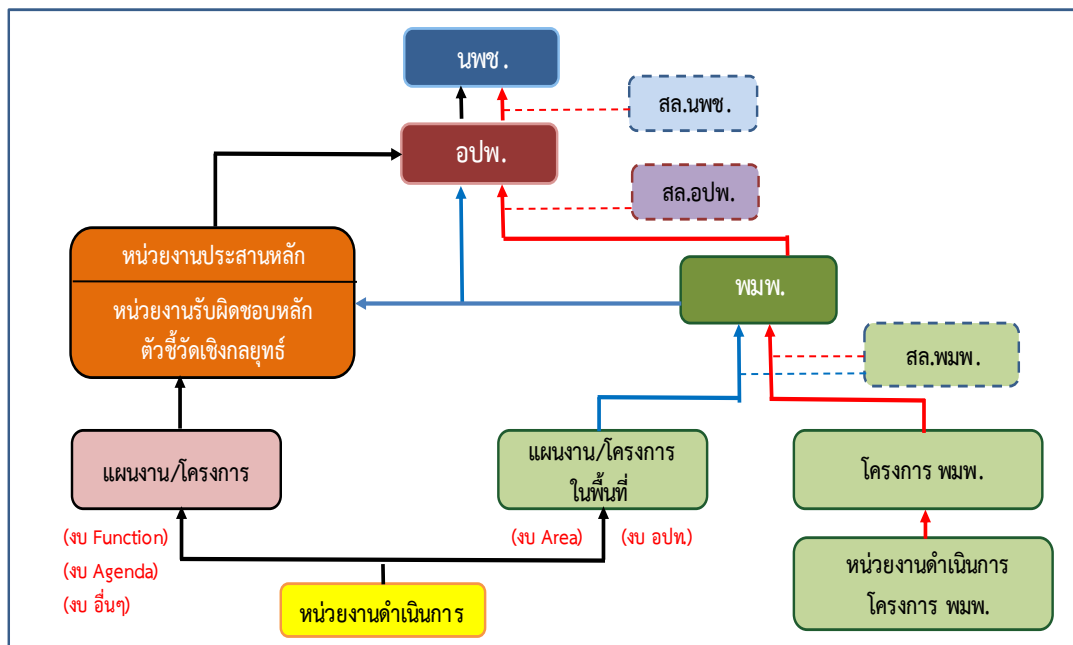 นพช.
สล.นพช.
อปพ.
สล.อปพ.
หน่วยงานประสานหลัก
หน่วยงานรับผิดชอบหลัก
ตัวชี้วัดเชิงกลยุทธ์
พมพ.
สล.พมพ.
แผนงาน/โครงการ
แผนงาน/โครงการ
ในพื้นที่
โครงการ พมพ.
(งบ Function)
(งบ Agenda)
(งบ อื่นๆ)
(งบ Area)
(งบ อปท.)
หน่วยงานดำเนินการ
หน่วยงานดำเนินการ
โครงการ พมพ.